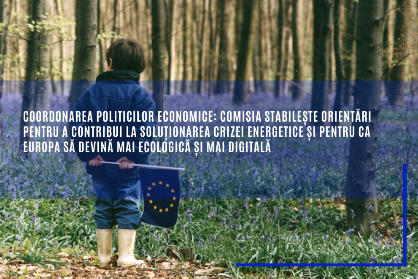 COORDONAREA POLITICILOR ECONOMICE: COMISIA STABILEȘTE ORIENTĂRI
PENTRU A CONTRIBUI LA SOLUȚIONAREA CRIZEI ENERGETICE ȘI PENTRU CA
EUROPA SĂ DEVINĂ MAI ECOLOGICĂ ȘI MAI DIGITALĂ